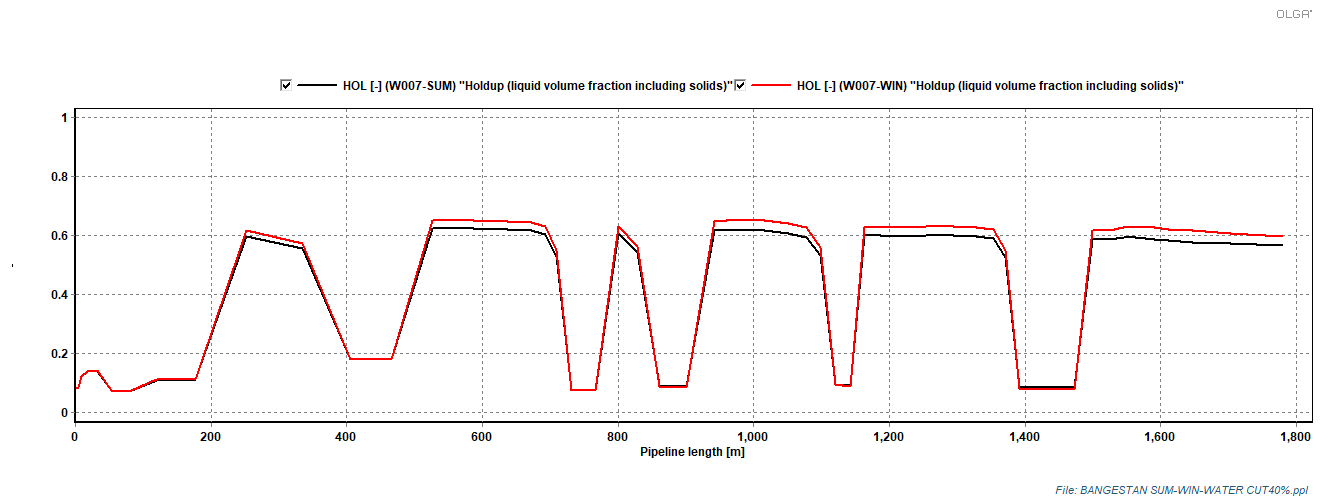 OLGA
HOL [-] (W007-SUM) "Holdup (liquid volume fraction including solids)" HOL [-] (W007-WIN) "Holdup (liquid volume fraction including solids)"
1
0.8
0.6
0.4
0.2
0
0 200 400 600 800 1,000 1,200 1,400 1,600 1,800
Pipeline length [m]
File: BANGESTAN SUM-WIN-WATER CUT40%.ppl